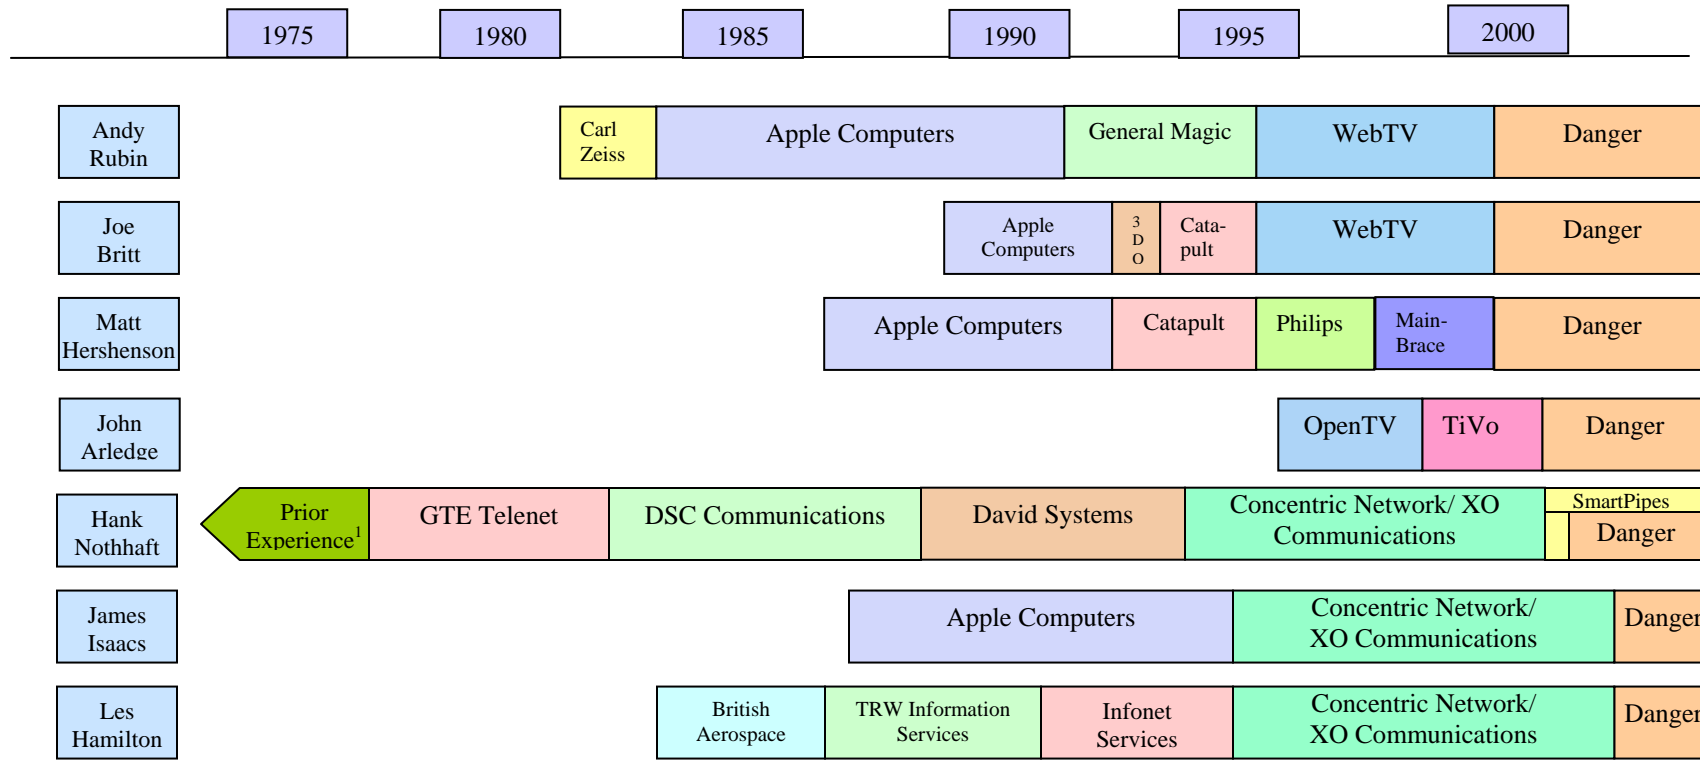 1975
1980
1985
1990
1995
2000
Andy
Rubin
Carl
Zeiss
Apple Computers
General Magic
WebTV
Danger
Joe
Britt
Apple
Computers
3
D
O
Cata-
pult
WebTV
Danger
Matt
Hershenson
Apple Computers
Catapult
Philips
Main-
Brace
Danger
John
Arledge
OpenTV
TiVo
Danger
Hank
Nothhaft
Prior
Experience1
GTE Telenet
DSC Communications
David Systems
Concentric Network/ XO
Communications
SmartPipes
Danger
James
Isaacs
Apple Computers
Concentric Network/
XO Communications
Danger
Les
Hamilton
British
Aerospace
TRW Information
Services
Infonet
Services
Concentric Network/
XO Communications
Danger